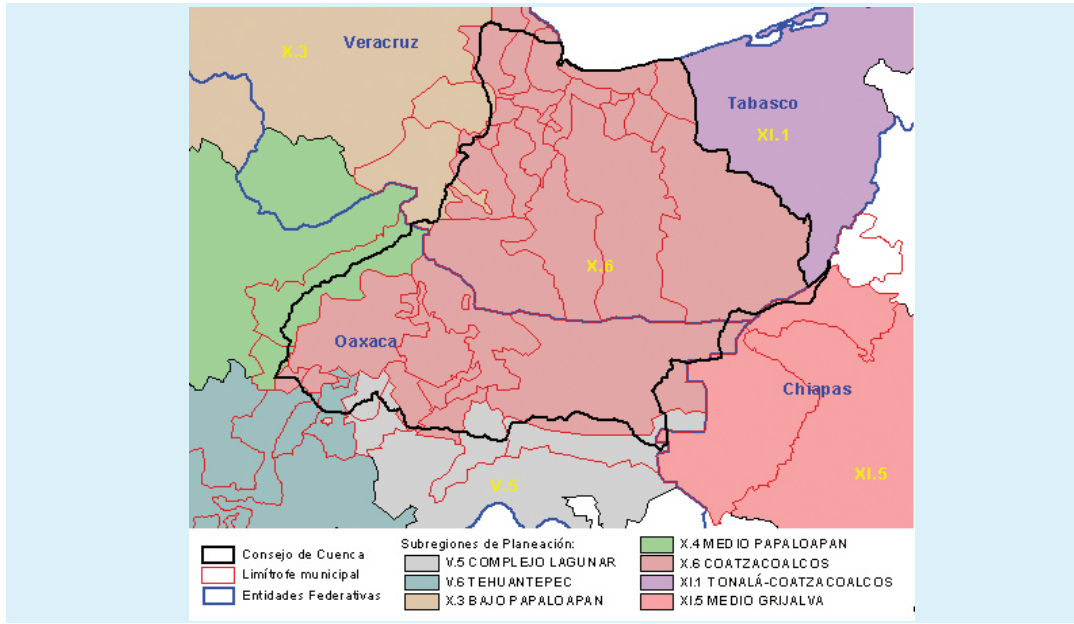 Veracruz
X.3
Tabasco
XI.1
X.6
Oaxaca
Chiapas
XI.5
V.5
Consejo de Cuenca
Limítrofe municipal
Entidades Federativas
Subregiones de Planeación:
V.5 COMPLEJO LAGUNAR
V.6 TEHUANTEPEC
X.3 BAJO PAPALOAPAN
X.4 MEDIO PAPALOAPAN
X.6 COATZACOALCOS
XI.1 TONALÁ-COATZACOALCOS
XI.5 MEDIO GRIJALVA